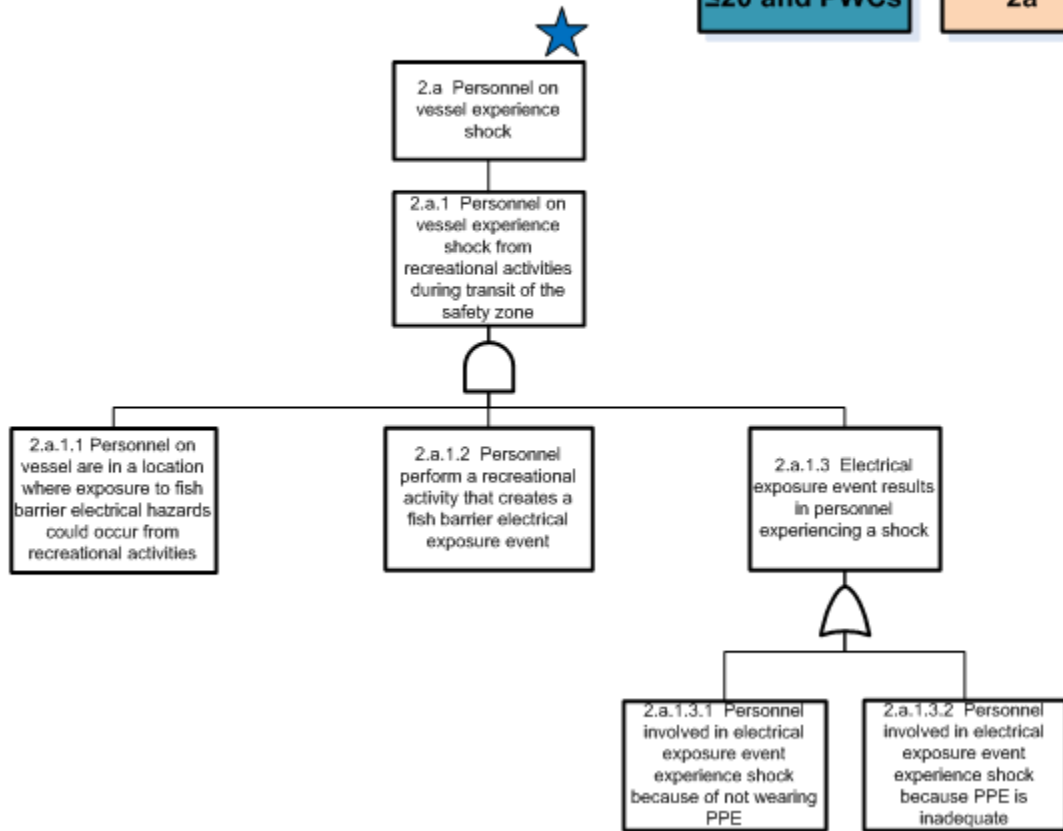 ≤20 and PWCs
2a
2.a Personnel on
vessel experience
shock
2.a.1 Personnel on
vessel experience
shock from
recreational activities
during transit of the
safety zone
2.a.1.1 Personnel on
vessel are in a location
where exposure to fish
barrier electrical hazards
could occur from
recreational activities
2.a.1.2 Personnel
perform a recreational
activity that creates a
fish barrier electrical
exposure event
2.a.1.3 Electrical
exposure event results
in personnel
experiencing a shock
2.a.1.3.1 Personnel
involved in electrical
exposure event
experience shock
because of not wearing
PPE
2.a.1.3.2 Personnel
involved in electrical
exposure event
experience shock
because PPE is
inadequate